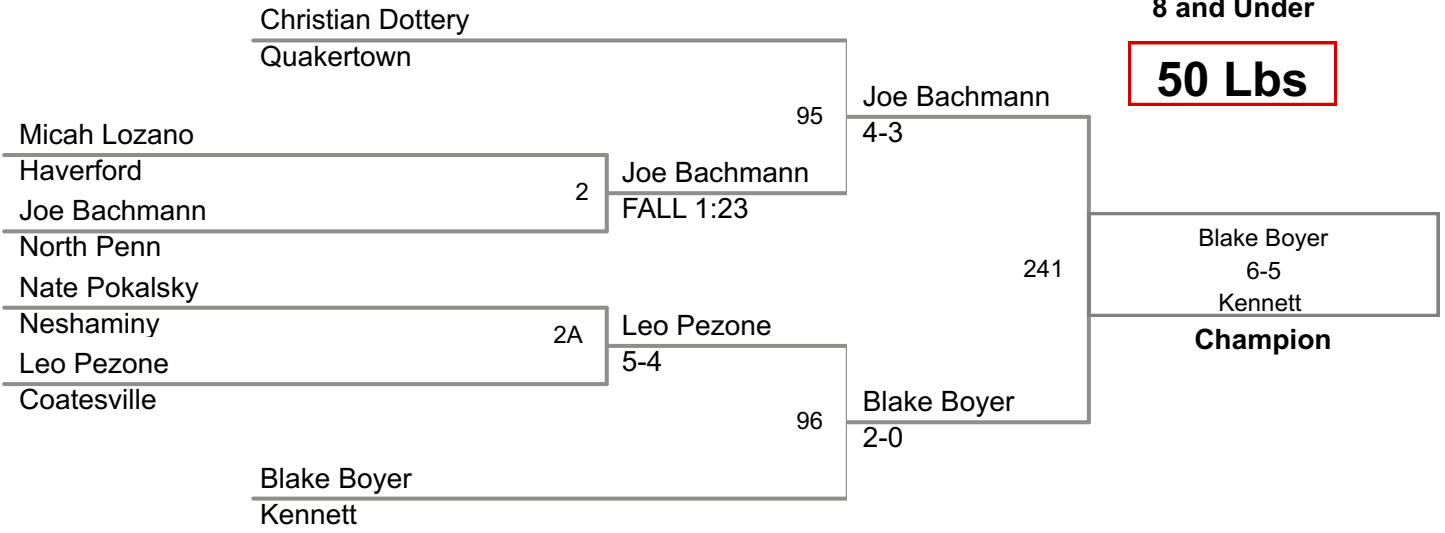 8 and Under
50 Lbs
Christian Dottery
Quakertown
95
Joe Bachmann
4-3
Micah Lozano
Haverford
2
Joe Bachmann
FALL 1:23
Joe Bachmann
North Penn
241
Blake Boyer
6-5
Kennett
Champion
Nate Pokalsky
Neshaminy
2A
Leo Pezone
5-4
Leo Pezone
Coatesville
96
Blake Boyer
2-0
Blake Boyer
Kennett